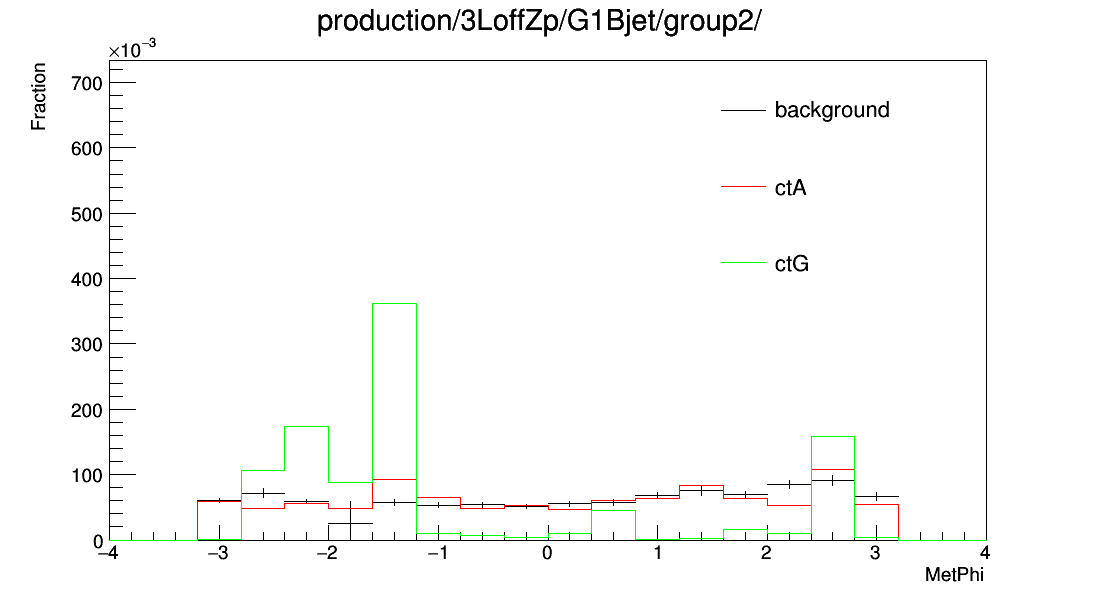 production/3LoffZp/G1Bjet/group2/
×10⁻³
Fraction
700
600
500
400
300
200
100
0
background
ctA
ctG
−4 −3 −2 −1 0 1 2 3 4
MetPhi